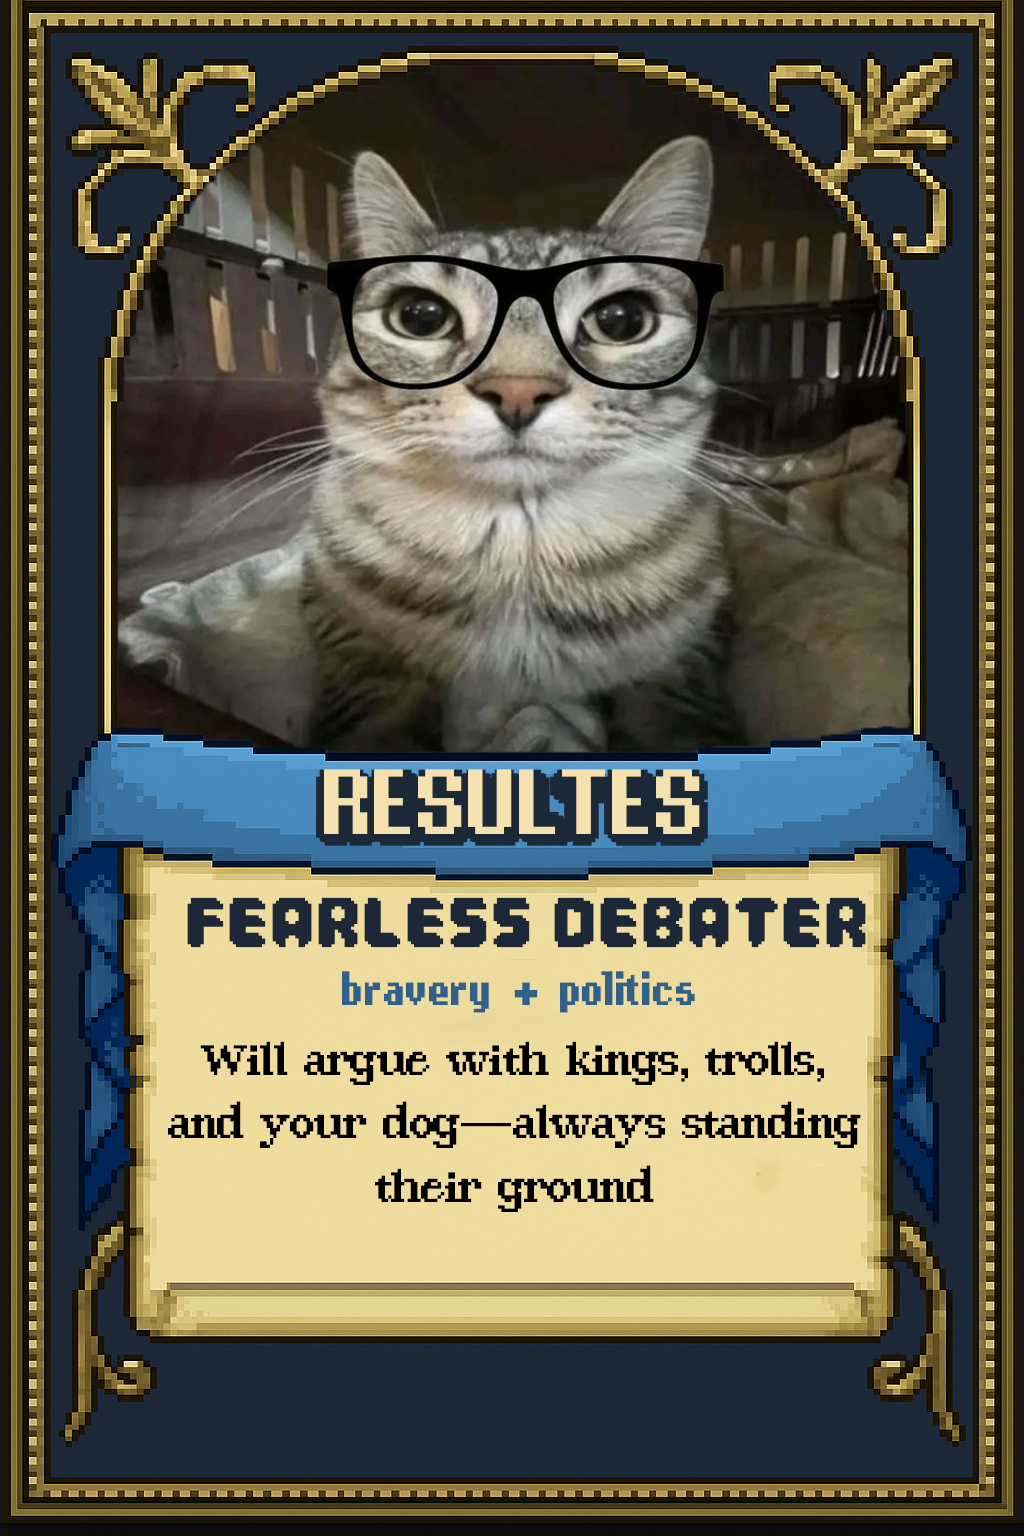 RESULTES
FEARLESS DEBATER
bravery + politics
Will argue with kings, trolls,
and your dog—always standing
their ground